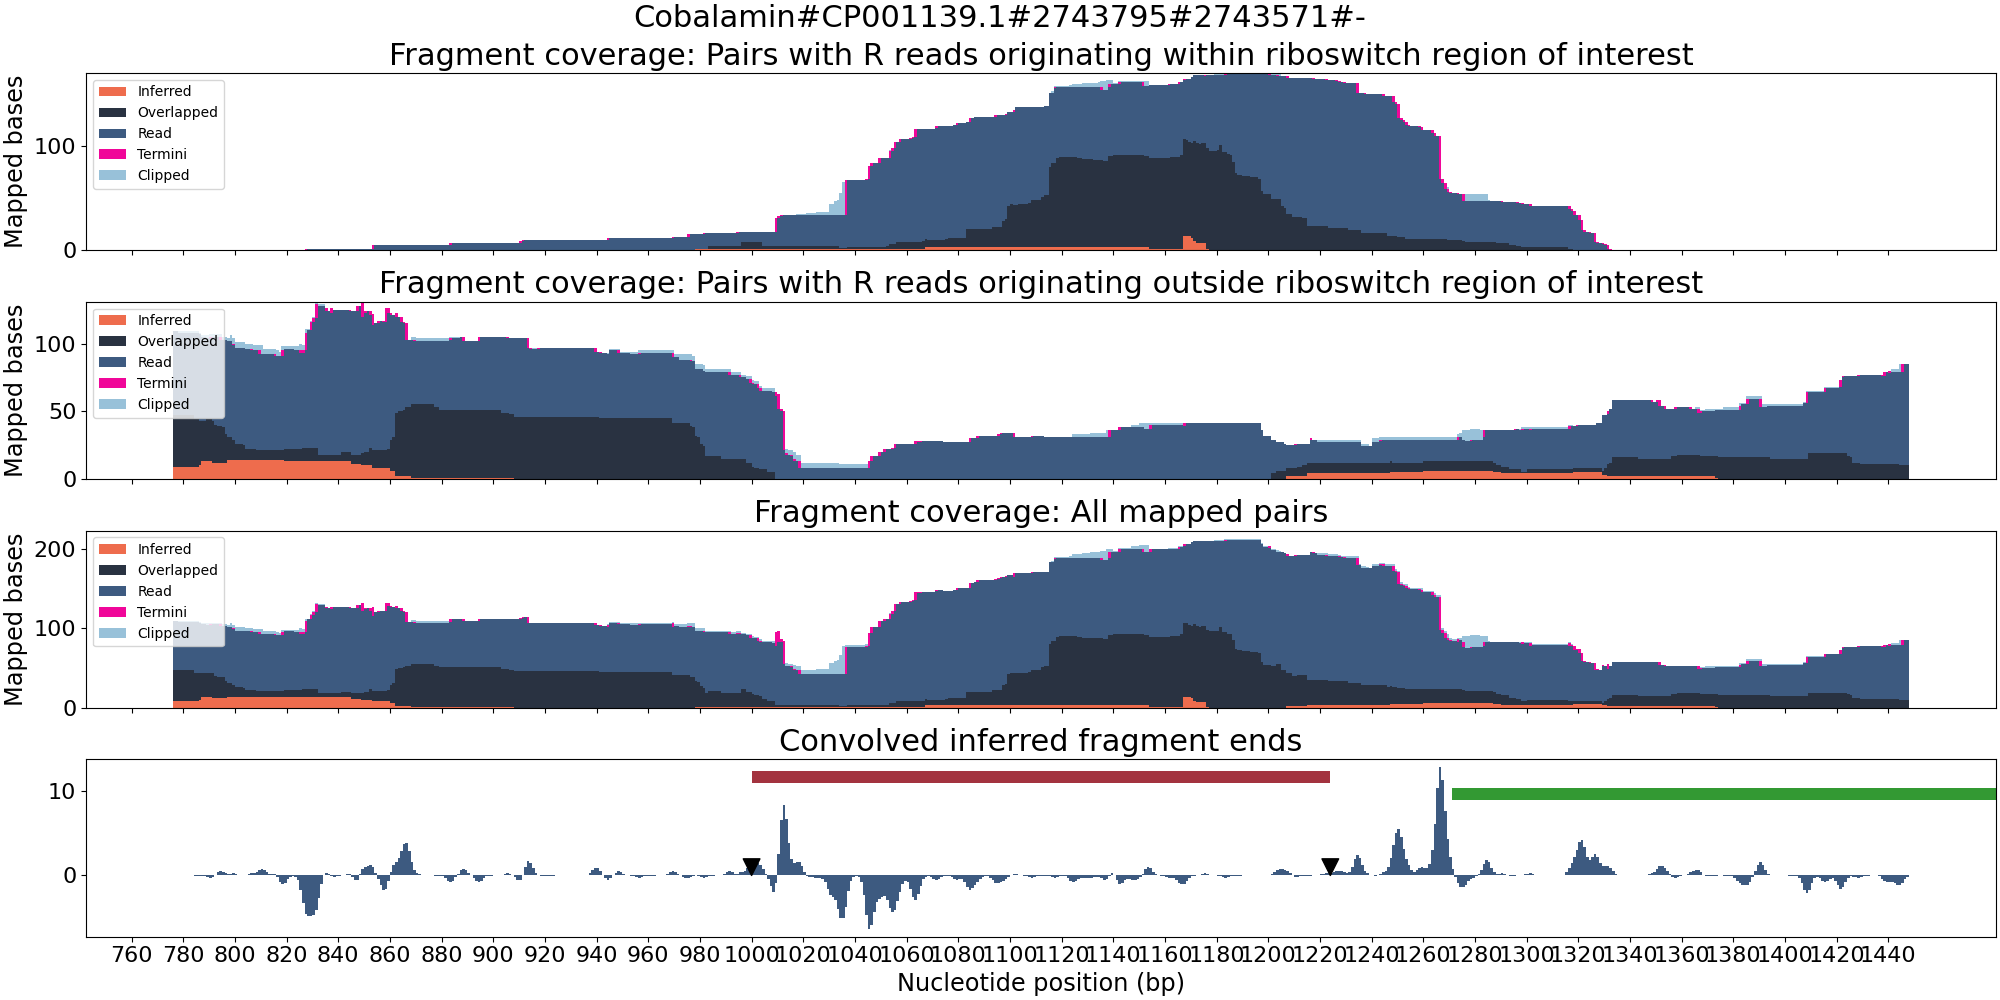 Cobalamin#CP001139.1#2743795#2743571#-
Fragment coverage: Pairs with R reads originating within riboswitch region of interest
Mapped bases
100
0
Inferred
Overlapped
Read
Termini
Clipped
Fragment coverage: Pairs with R reads originating outside riboswitch region of interest
Mapped bases
100
50
0
Inferred
Overlapped
Read
Termini
Clipped
Fragment coverage: All mapped pairs
Mapped bases
200
100
0
Inferred
Overlapped
Read
Termini
Clipped
Convolved inferred fragment ends
10
0
760 780 800 820 840 860 880 900 920 940 960 980 1000 1020 1040 1060 1080 1100 1120 1140 1160 1180 1200 1220 1240 1260 1280 1300 1320 1340 1360 1380 1400 1420 1440
Nucleotide position (bp)